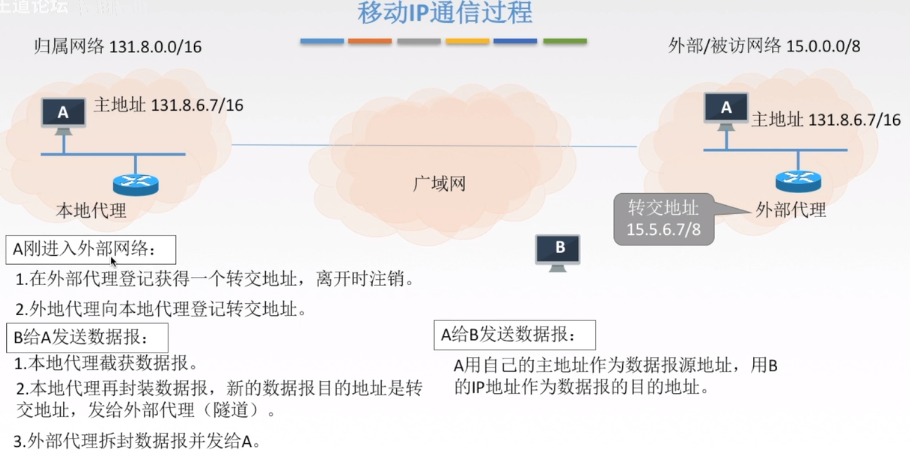 王道论坛
移动IP通信过程
归属网络 131.8.0.0/16
外部/被访网络 15.0.0.0/8
A
主地址 131.8.6.7/16
A
主地址 131.8.6.7/16
广域网
本地代理
转交地址
15.5.6.7/8
外部代理
B
A刚进入外部网络：
1.在外部代理登记获得一个转交地址，离开时注销。
2.外地代理向本地代理登记转交地址。
B给A发送数据报：
1.本地代理截获数据报。
2.本地代理再封装数据报，新的数据报目的地址是转
交地址，发给外部代理（隧道）。
3.外部代理拆封数据报并发给A。
A给B发送数据报：
A用自己的主地址作为数据报源地址，用B
的IP地址作为数据报的目的地址。